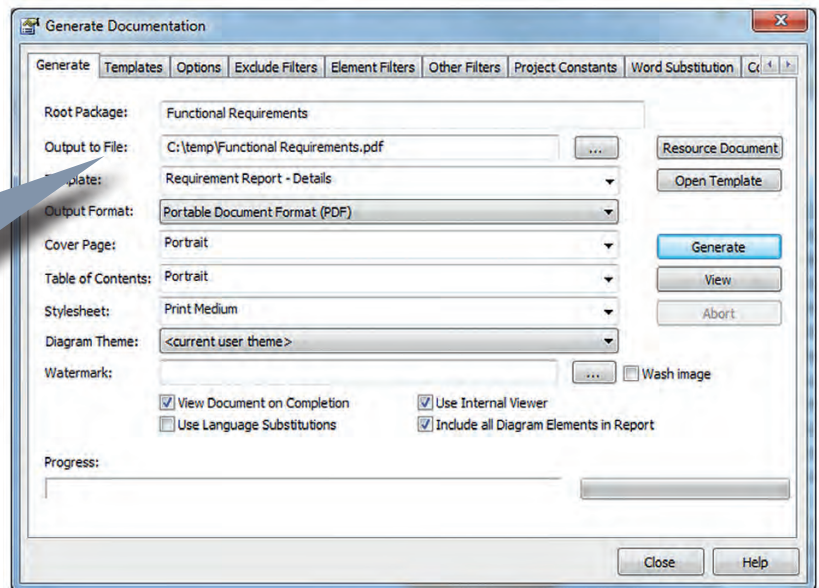 Generate Documentation
Generate Templates Options Exclude Filters Element Filters Other Filters Project Constants Word Substitution
Root Package: Functional Requirements
Output to File: C:\temp\Functional Requirements.pdf ... Resource Document
Template: Requirement Report - Details Open Template
Output Format: Portable Document Format (PDF)
Cover Page: Portrait Generate
Table of Contents: Portrait View
Stylesheet: Print Medium Abort
Diagram Theme: <current user theme>
Watermark: ... Wash image
View Document on Completion Use Internal Viewer
Use Language Substitutions Include all Diagram Elements in Report
Progress:
Close Help